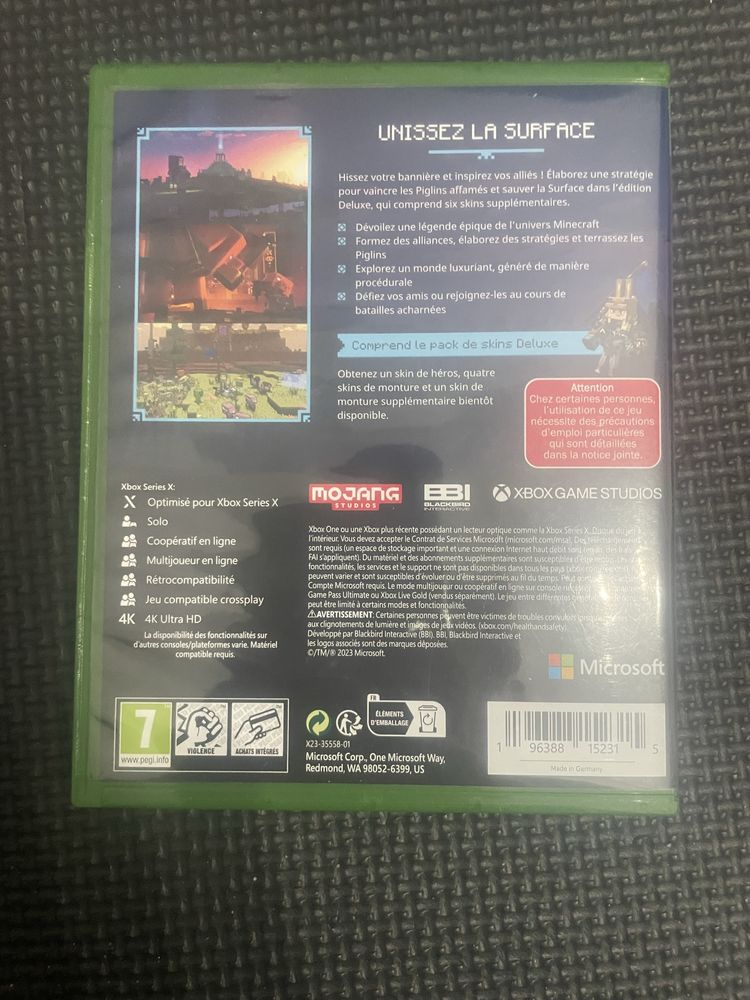 UNISSEZ LA SURFACE
Hissez votre bannière et inspirez vos alliés ! Élaborez une stratégie
pour vaincre les Piglins affamés et sauver la Surface dans l'édition
Deluxe, qui comprend six skins supplémentaires.
Dévoilez une légende épique de l'univers Minecraft
Formez des alliances, élaborez des stratégies et terrassez les
Piglins
Explorez un monde luxuriant, généré de manière
procédurale
Défiez vos amis ou rejoignez-les au cours de
batailles acharnées
Comprend le pack de skins Deluxe
Obtenez un skin de héros, quatre
skins de monture et un skin de
monture supplémentaire bientôt
disponible.
Attention
Chez certaines personnes,
l'utilisation de ce jeu
nécessite des précautions
d'emploi particulières
qui sont détaillées
dans la notice jointe.
Xbox Series X:
X Optimisé pour Xbox Series X
Solo
Coopératif en ligne
Multijoueur en ligne
Rétrocompatibilité
Jeu compatible crossplay
4K 4K Ultra HD
La disponibilité des fonctionnalités sur
d'autres consoles/plateformes varie. Matériel
compatible requis.
MOJANG
STUDIOS
BBI
BLACKBIRD
INTERACTIVE
XBOX GAME STUDIOS
Xbox One ou une Xbox plus récente possédant un lecteur optique comme la Xbox Series X. Disque du jeu à
l'intérieur. Vous devez accepter le Contrat de Services Microsoft (microsoft.com/msa). Des téléchargements
sont requis (un espace de stockage important et une connexion Internet haut débit sont requis, des frais
FAI s'appliquent). Du matériel et des abonnements supplémentaires sont susceptibles d'être requis. Les
fonctionnalités, les services et le support ne sont pas disponibles dans tous les pays
peuvent varier et sont susceptibles d'évoluer ou d'être supprimés au fil du temps.
Compte Microsoft requis. Le mode multijoueur ou coopératif en ligne sur console
Game Pass Ultimate ou Xbox Live Gold (vendus séparément). Le jeu entre différentes
peut être limité à certains modes et fonctionnalités.
⚠AVERTISSEMENT: Certaines personnes peuvent être victimes de troubles convulsifs
aux clignotements de lumière et images de jeux vidéos. (xbox.com/healthandsafety).
Développé par Blackbird Interactive (BBI). BBI, Blackbird Interactive et
les logos associés sont des marques déposées.
©/TM/® 2023 Microsoft.
Microsoft
7
www.pegi.info
VIOLENCE
ACHATS INTÉGRÉS
FR
ÉLÉMENTS
D'EMBALLAGE
X23-35558-01
Microsoft Corp., One Microsoft Way,
Redmond, WA 98052-6399, US
1 96388 15231 5
Made in Germany